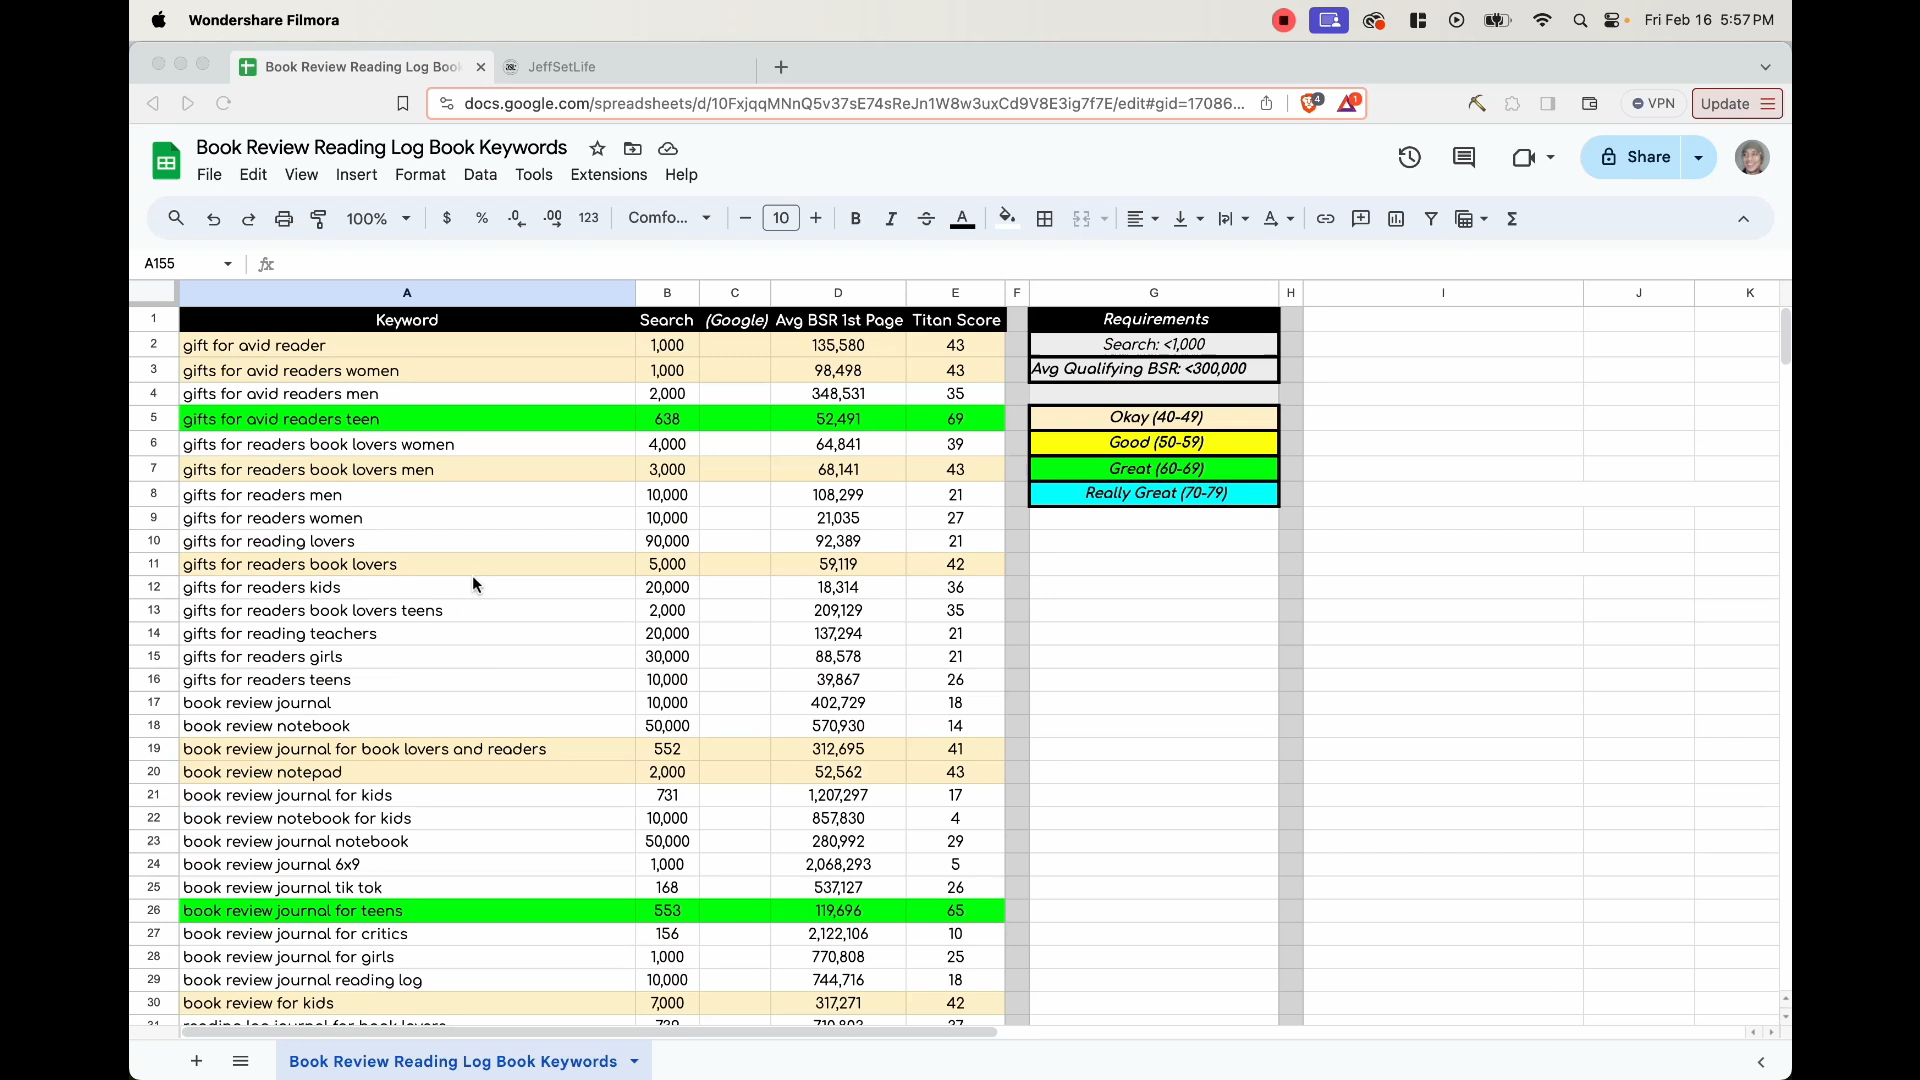 Wondershare Filmora
Fri Feb 16 5:57 PM
Book Review Reading Log Book
JeffSetLife
docs.google.com/spreadsheets/d/10FxjqqMNnQ5v37sE74sReJn1W8w3uxCd9V8E3ig7f7E/edit#gid=17086...
4
1
VPN
Update
Book Review Reading Log Book Keywords
File Edit View Insert Format Data Tools Extensions Help
Share
100% $ % .0 .00 123 Comfo... 10 B I S A
A155 fx
A B C D E F G H I J K
1 Keyword Search (Google) Avg BSR 1st Page Titan Score Requirements
2 gift for avid reader 1,000 135,580 43 Search: <1,000
3 gifts for avid readers women 1,000 98,498 43 Avg Qualifying BSR: <300,000
4 gifts for avid readers men 2,000 348,531 35
5 gifts for avid readers teen 638 52,491 69 Okay (40-49)
6 gifts for readers book lovers women 4,000 64,841 39 Good (50-59)
7 gifts for readers book lovers men 3,000 68,141 43 Great (60-69)
8 gifts for readers men 10,000 108,299 21 Really Great (70-79)
9 gifts for readers women 10,000 21,035 27
10 gifts for reading lovers 90,000 92,389 21
11 gifts for readers book lovers 5,000 59,119 42
12 gifts for readers kids 20,000 18,314 36
13 gifts for readers book lovers teens 2,000 209,129 35
14 gifts for reading teachers 20,000 137,294 21
15 gifts for readers girls 30,000 88,578 21
16 gifts for readers teens 10,000 39,867 26
17 book review journal 10,000 402,729 18
18 book review notebook 50,000 570,930 14
19 book review journal for book lovers and readers 552 312,695 41
20 book review notepad 2,000 52,562 43
21 book review journal for kids 731 1,207,297 17
22 book review notebook for kids 10,000 857,830 4
23 book review journal notebook 50,000 280,992 29
24 book review journal 6x9 1,000 2,068,293 5
25 book review journal tik tok 168 537,127 26
26 book review journal for teens 553 119,696 65
27 book review journal for critics 156 2,122,106 10
28 book review journal for girls 1,000 770,808 25
29 book review journal reading log 10,000 744,716 18
30 book review for kids 7,000 317,271 42
Book Review Reading Log Book Keywords